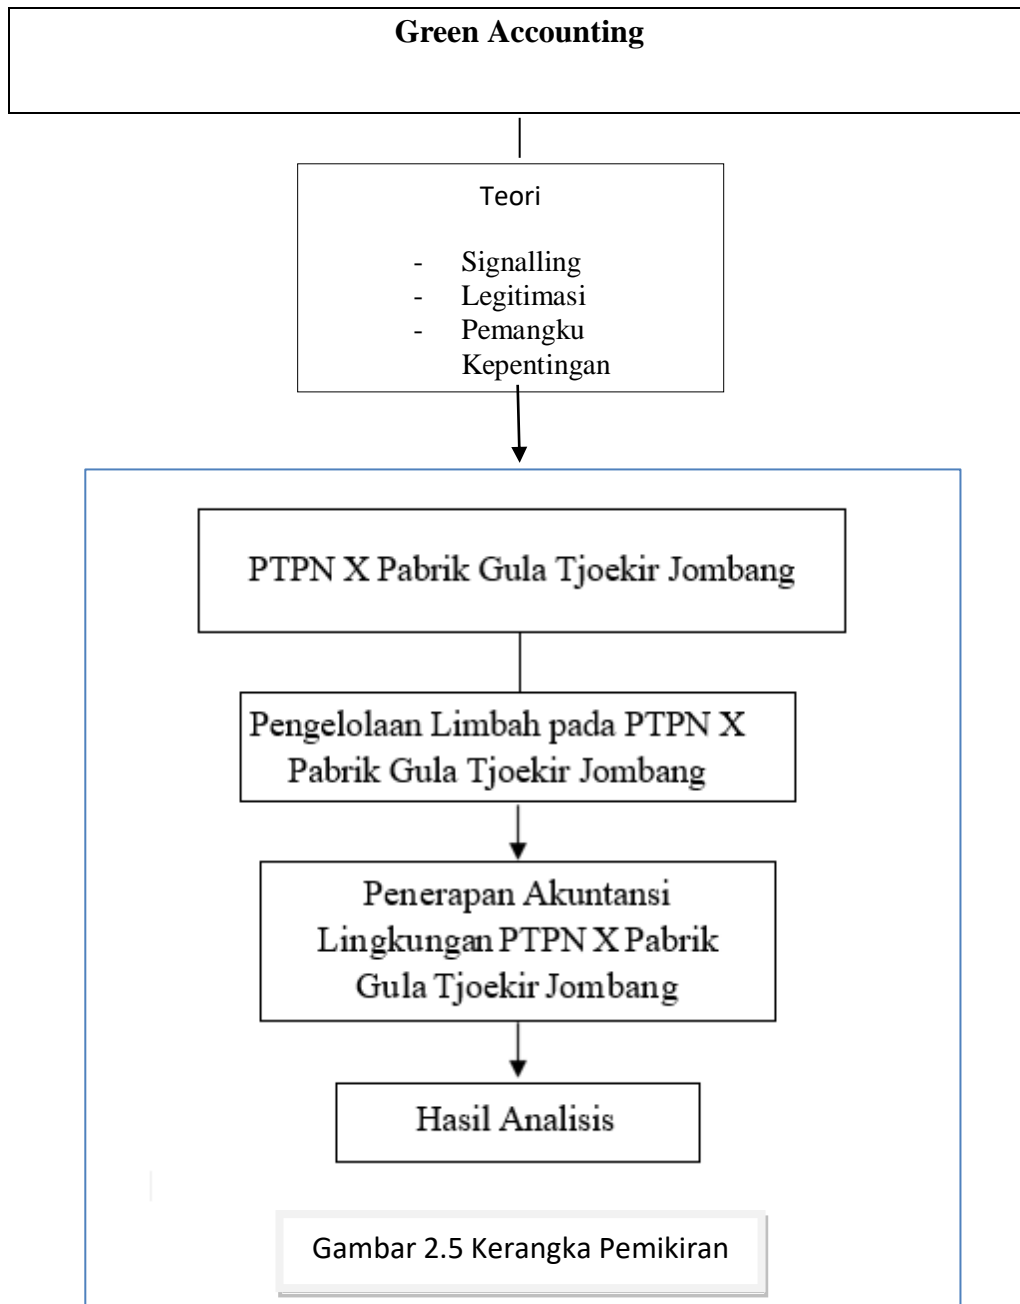 Green Accounting
Teori
- Signalling
- Legitimasi
- Pemangku
Kepentingan
PTPN X Pabrik Gula Tjoekir Jombang
Pengelolaan Limbah pada PTPN X
Pabrik Gula Tjoekir Jombang
Penerapan Akuntansi
Lingkungan PTPN X Pabrik
Gula Tjoekir Jombang
Hasil Analisis
Gambar 2.5 Kerangka Pemikiran